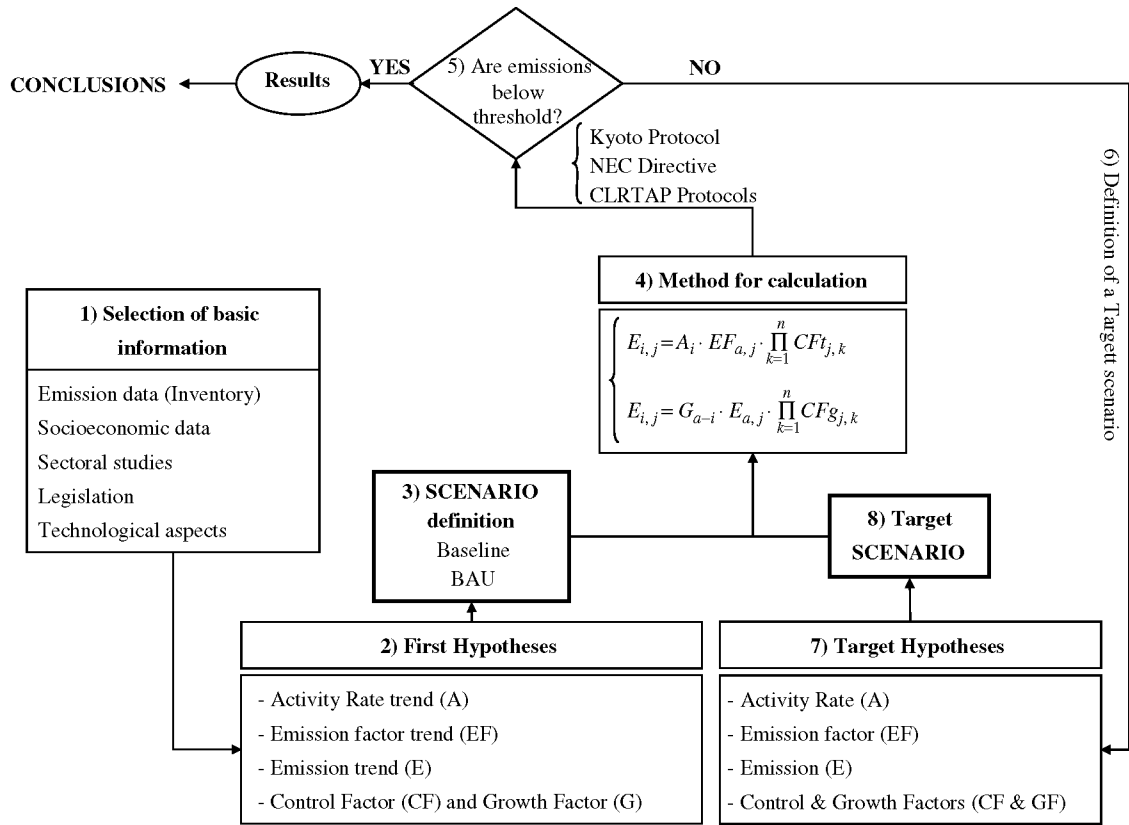 CONCLUSIONS
Results
YES
5) Are emissions
below
threshold?
NO
Kyoto Protocol
NEC Directive
CLRTAP Protocols
6) Definition of a Targett scenario
4) Method for calculation
E_{i,j} = A_i · EF_{a,j} · ∏_{k=1}^{n} CFt_{j,k}
E_{i,j} = G_{a−i} · E_{a,j} · ∏_{k=1}^{n} CFg_{j,k}
1) Selection of basic
information
Emission data (Inventory)
Socioeconomic data
Sectoral studies
Legislation
Technological aspects
3) SCENARIO
definition
Baseline
BAU
8) Target
SCENARIO
2) First Hypotheses
- Activity Rate trend (A)
- Emission factor trend (EF)
- Emission trend (E)
- Control Factor (CF) and Growth Factor (G)
7) Target Hypotheses
- Activity Rate (A)
- Emission factor (EF)
- Emission (E)
- Control & Growth Factors (CF & GF)